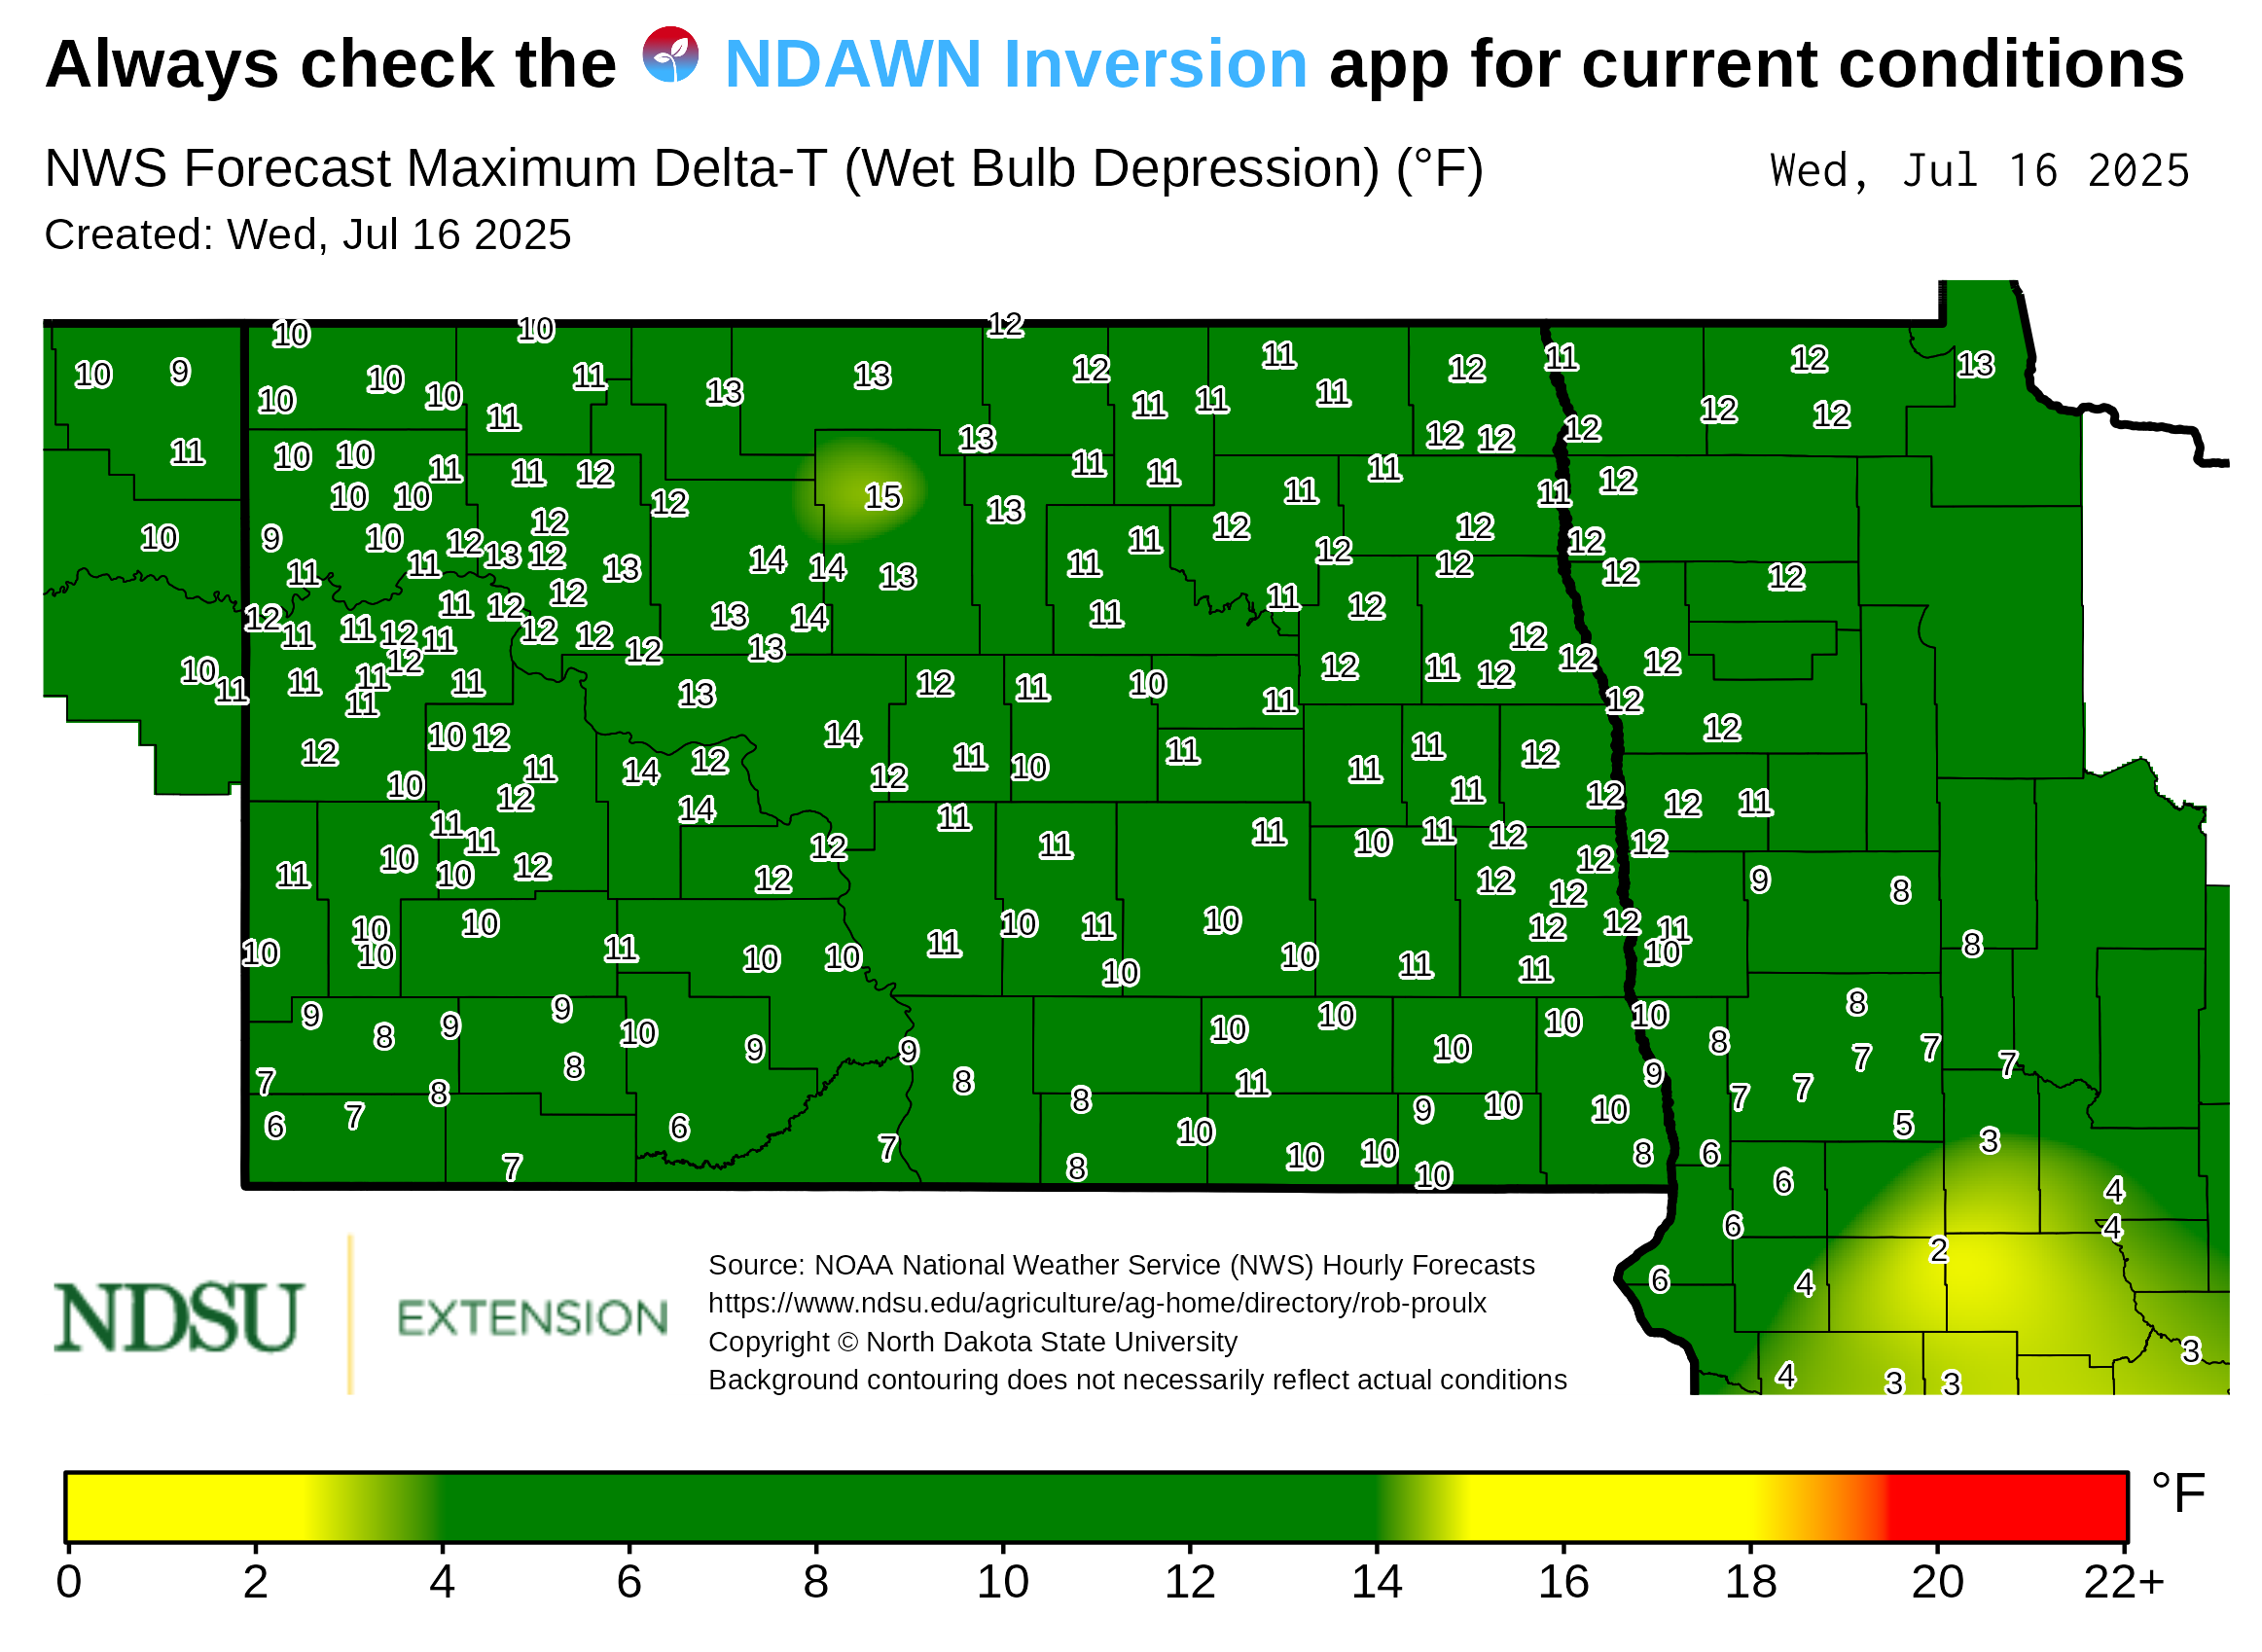 Always check the NDAWN Inversion app for current conditions
NWS Forecast Maximum Delta-T (Wet Bulb Depression) (°F) Wed, Jul 16 2025
Created: Wed, Jul 16 2025
10 10 12
10 9 10 11 13 13 12 11 11 12 11 12 13
10 10 11 11 11 12 12
10 11 13 12 12 12 12
11 10 10 11 11 12 11 11 11
10 10 12 15 13 11 12 11 12
10 9 10 12 12 11 12 12 12 12
11 11 13 12 13 14 14 13 11 12 12 12 12
12 11 12 12 13 14 11 11 12
11 11 12 11 12 12 12 13 12 12 12
10 11 11 11 12 11 13 12 11 10 12 11 12 12
11 11 12
12 10 12 14 11 11 11 12 12
10 11 14 12 12 10 11 11 12
11 12 14 11 12 11
11 12 11 11 10 11 12 12
11 10 10 12 12 12 12 9 8
10 10 10 11 10 11 10 12 12 11
10 10 10 10 11 10 10 11 11 10 8
9 8 9 9 10 9 9 10 10 10 10 10 8 8 7 7 7
7 8 8 8 8 11 9 7 7
6 7 6 7 10 9 10 10 5
7 8 10 10 10 8 6 3
6 4
6 4
6 4 2
3
4 3 3
NDSU EXTENSION
Source: NOAA National Weather Service (NWS) Hourly Forecasts
https://www.ndsu.edu/agriculture/ag-home/directory/rob-proulx
Copyright © North Dakota State University
Background contouring does not necessarily reflect actual conditions
°F
0 2 4 6 8 10 12 14 16 18 20 22+